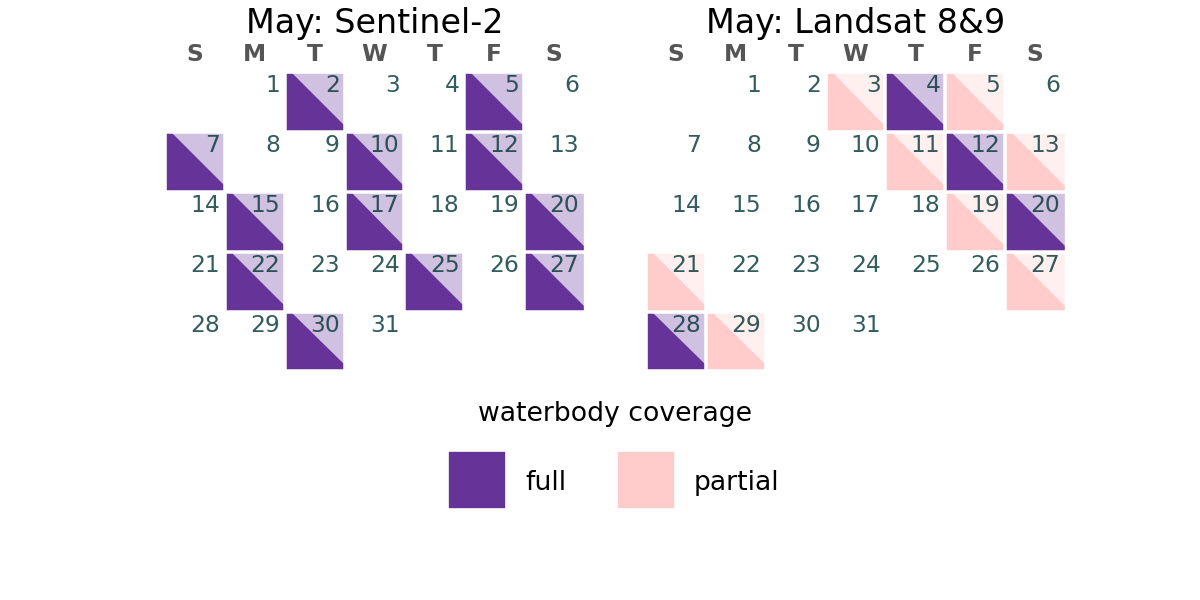 May: Sentinel-2
S M T W T F S
1 2 3 4 5 6
7 8 9 10 11 12 13
14 15 16 17 18 19 20
21 22 23 24 25 26 27
28 29 30 31
May: Landsat 8&9
S M T W T F S
1 2 3 4 5 6
7 8 9 10 11 12 13
14 15 16 17 18 19 20
21 22 23 24 25 26 27
28 29 30 31
waterbody coverage
full partial